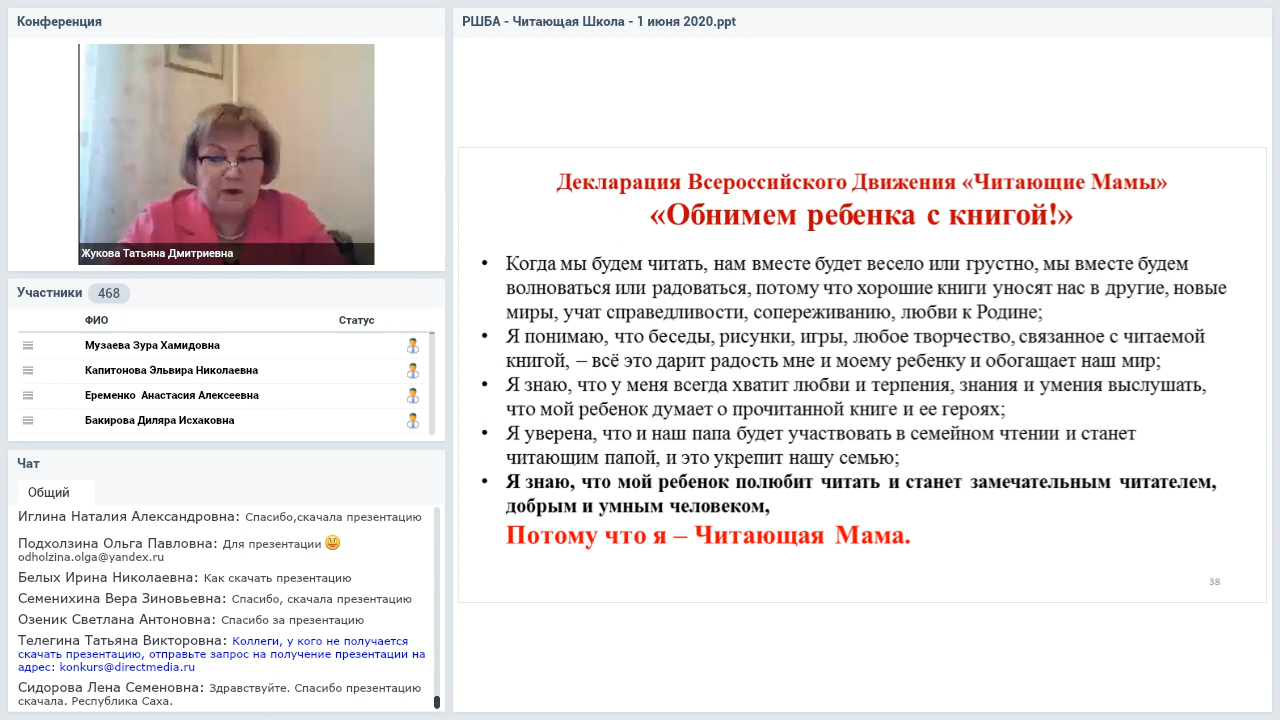 Конференция
Жукова Татьяна Дмитриевна
Участники 468
ФИО Статус
Музаева Зура Хамидовна
Капитонова Эльвира Николаевна
Еременко Анастасия Алексеевна
Бакирова Диляра Исхаковна
Чат
Общий
Иглина Наталия Александровна: Спасибо,скачала презентацию
Подхолзина Ольга Павловна: Для презентации
odholzina.olga@yandex.ru
Белых Ирина Николаевна: Как скачать презентацию
Семенихина Вера Зиновьевна: Спасибо, скачала презентацию
Озеник Светлана Антоновна: Спасибо за презентацию
Телегина Татьяна Викторовна: Коллеги, у кого не получается
скачать презентацию, отправьте запрос на получение презентации на
адрес: konkurs@directmedia.ru
Сидорова Лена Семеновна: Здравствуйте. Спасибо презентацию
скачала. Республика Саха.
РШБА - Читающая Школа - 1 июня 2020.ppt
Декларация Всероссийского Движения «Читающие Мамы»
«Обнимем ребенка с книгой!»
• Когда мы будем читать, нам вместе будет весело или грустно, мы вместе будем
волноваться или радоваться, потому что хорошие книги уносят нас в другие, новые
миры, учат справедливости, сопереживанию, любви к Родине;
• Я понимаю, что беседы, рисунки, игры, любое творчество, связанное с читаемой
книгой, – всё это дарит радость мне и моему ребенку и обогащает наш мир;
• Я знаю, что у меня всегда хватит любви и терпения, знания и умения выслушать,
что мой ребенок думает о прочитанной книге и ее героях;
• Я уверена, что и наш папа будет участвовать в семейном чтении и станет
читающим папой, и это укрепит нашу семью;
• Я знаю, что мой ребенок полюбит читать и станет замечательным читателем,
добрым и умным человеком,
Потому что я – Читающая Мама.
38